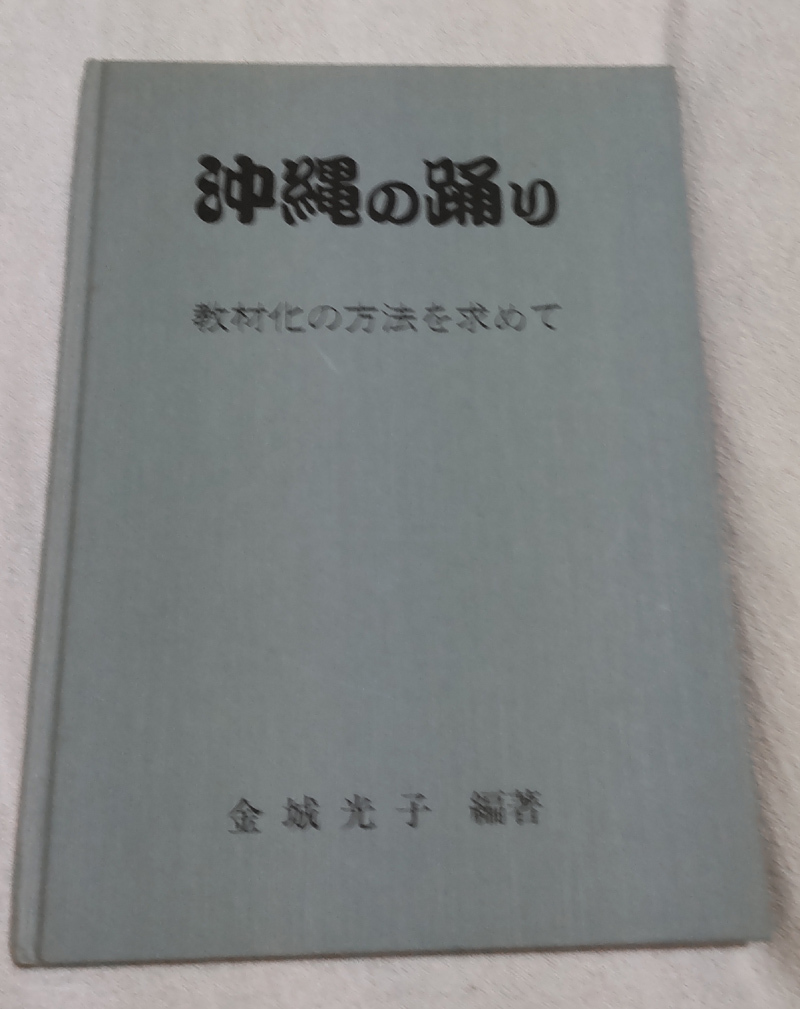 沖縄の踊り
教材化の方法を求めて
金城光子 編著